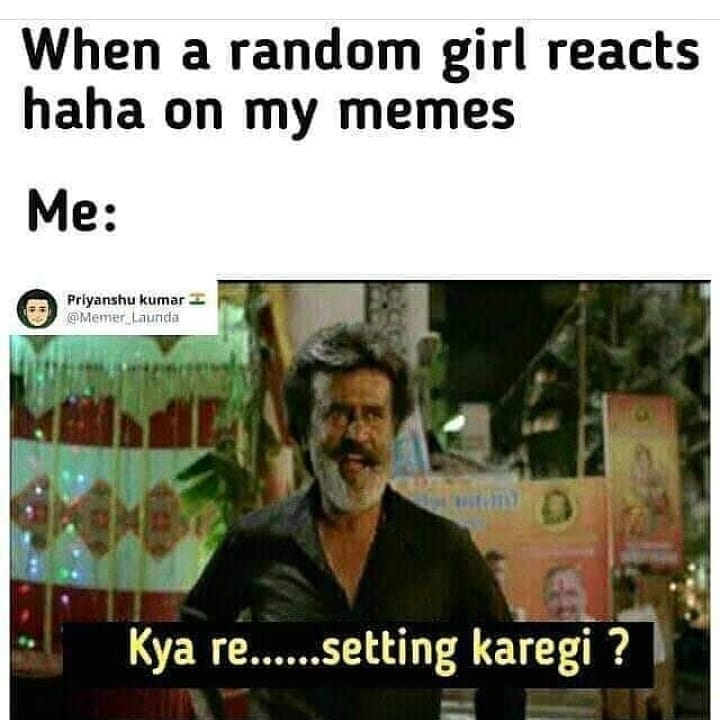 When a random girl reacts
haha on my memes
Me:
Priyanshu kumar 🇮🇳
@Memer_Launda
Kya re......setting karegi ?